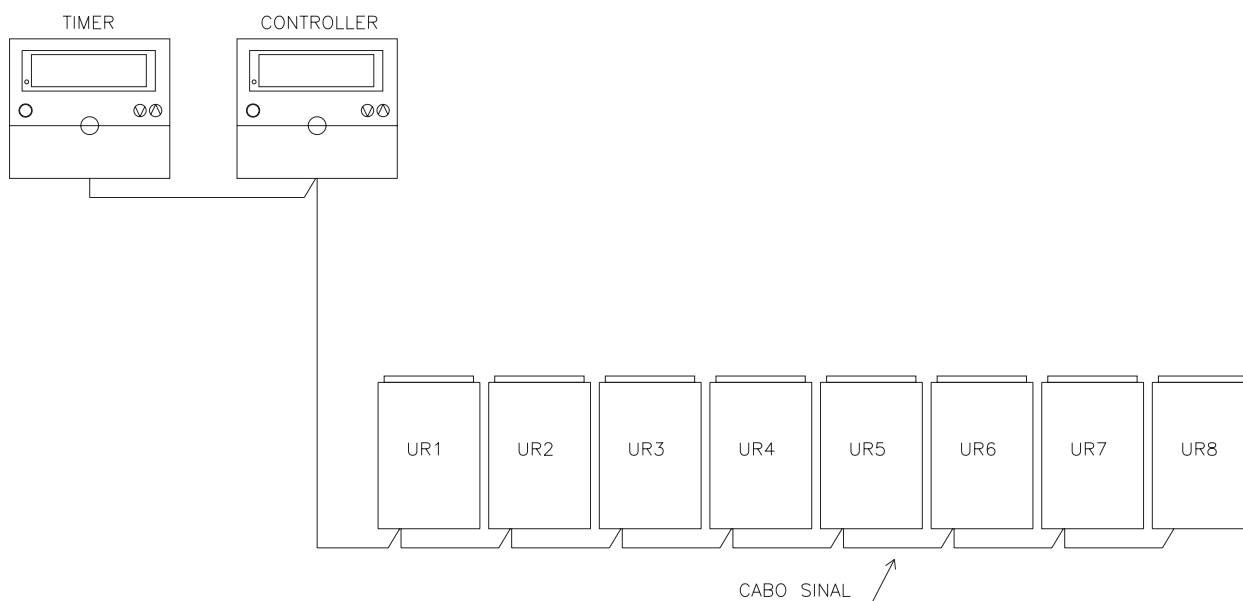 TIMER
CONTROLLER
UR1
UR2
UR3
UR4
UR5
UR6
UR7
UR8
CABO SINAL